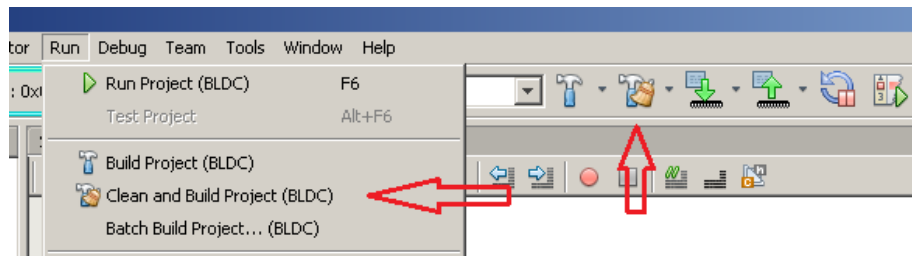 tor Run Debug Team Tools Window Help
: 0x
Run Project (BLDC) F6
Test Project Alt+F6
Build Project (BLDC)
Clean and Build Project (BLDC)
Batch Build Project... (BLDC)